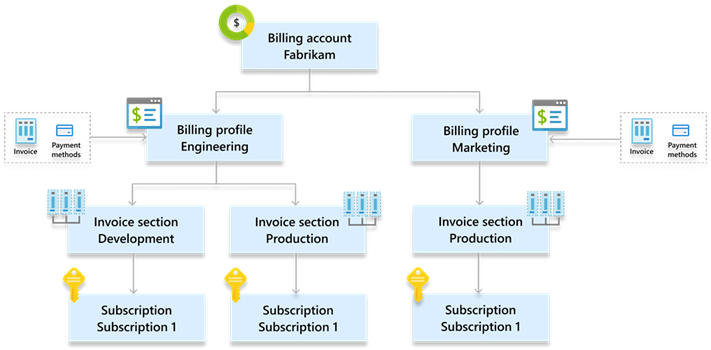 $
Billing account
Fabrikam
$
Billing profile
Engineering
Invoice
Payment
methods
$
Billing profile
Marketing
Invoice
Payment
methods
Invoice section
Development
Invoice section
Production
Invoice section
Production
Subscription
Subscription 1
Subscription
Subscription 1
Subscription
Subscription 1